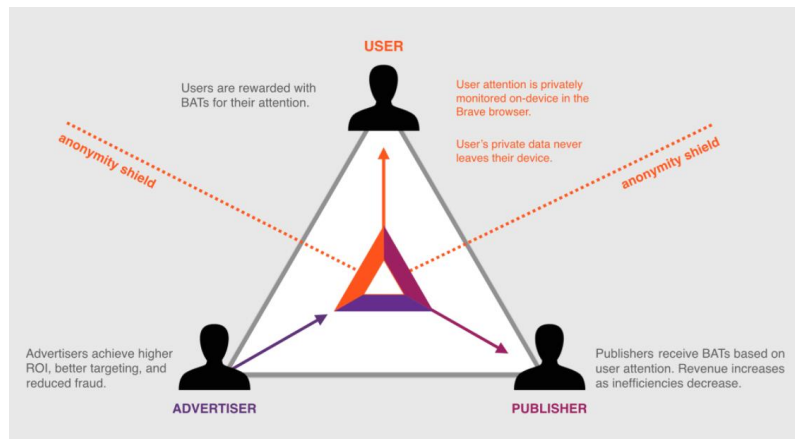 USER
Users are rewarded with
BATs for their attention.
User attention is privately
monitored on-device in the
Brave browser.
User's private data never
leaves their device.
anonymity shield
anonymity shield
Advertisers achieve higher
ROI, better targeting, and
reduced fraud.
ADVERTISER
PUBLISHER
Publishers receive BATs based on
user attention. Revenue increases
as inefficiencies decrease.